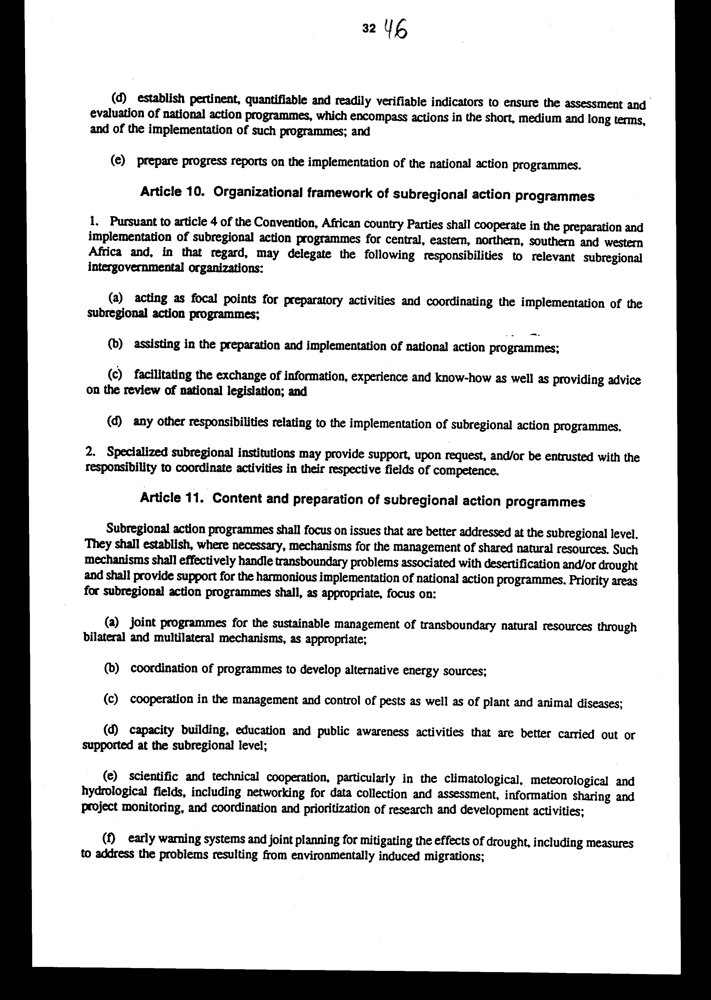 32 46
(d) establish pertinent, quantifiable and readily verifiable indicators to ensure the assessment and
evaluation of national action programmes, which encompass actions in the short, medium and long terms,
and of the implementation of such programmes; and
(e) prepare progress reports on the implementation of the national action programmes.
Article 10. Organizational framework of subregional action programmes
1. Pursuant to article 4 of the Convention, African country Parties shall cooperate in the preparation and
implementation of subregional action programmes for central, eastern, northern, southern and western
Africa and, in that regard, may delegate the following responsibilities to relevant subregional
intergovernmental organizations:
(a) acting as focal points for preparatory activities and coordinating the implementation of the
subregional action programmes;
(b) assisting in the preparation and implementation of national action programmes;
(c) facilitating the exchange of information, experience and know-how as well as providing advice
on the review of national legislation; and
(d) any other responsibilities relating to the implementation of subregional action programmes.
2. Specialized subregional institutions may provide support, upon request, and/or be entrusted with the
responsibility to coordinate activities in their respective fields of competence.
Article 11. Content and preparation of subregional action programmes
Subregional action programmes shall focus on issues that are better addressed at the subregional level.
They shall establish, where necessary, mechanisms for the management of shared natural resources. Such
mechanisms shall effectively handle transboundary problems associated with desertification and/or drought
and shall provide support for the harmonious implementation of national action programmes. Priority areas
for subregional action programmes shall, as appropriate, focus on:
(a) joint programmes for the sustainable management of transboundary natural resources through
bilateral and multilateral mechanisms, as appropriate;
(b) coordination of programmes to develop alternative energy sources;
(c) cooperation in the management and control of pests as well as of plant and animal diseases;
(d) capacity building, education and public awareness activities that are better carried out or
supported at the subregional level;
(e) scientific and technical cooperation, particularly in the climatological, meteorological and
hydrological fields, including networking for data collection and assessment, information sharing and
project monitoring, and coordination and prioritization of research and development activities;
(f) early warning systems and joint planning for mitigating the effects of drought, including measures
to address the problems resulting from environmentally induced migrations;